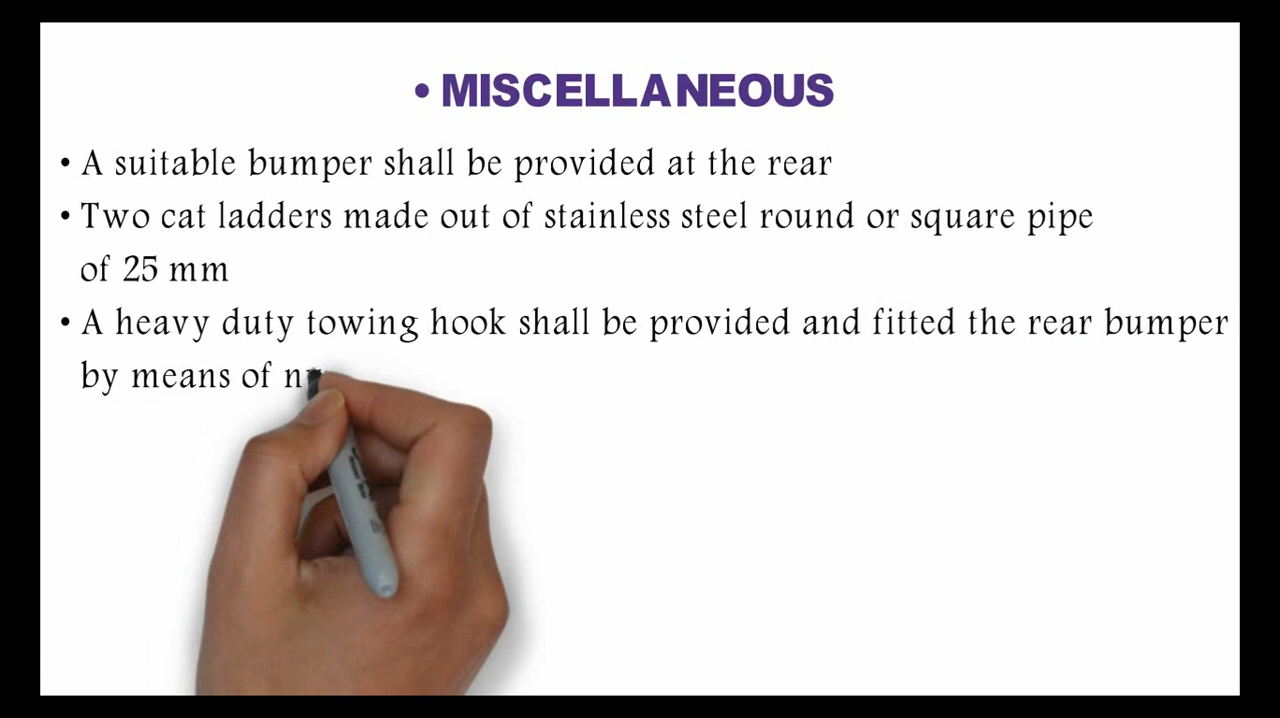 • MISCELLANEOUS
• A suitable bumper shall be provided at the rear
• Two cat ladders made out of stainless steel round or square pipe
of 25 mm
• A heavy duty towing hook shall be provided and fitted the rear bumper
by means of